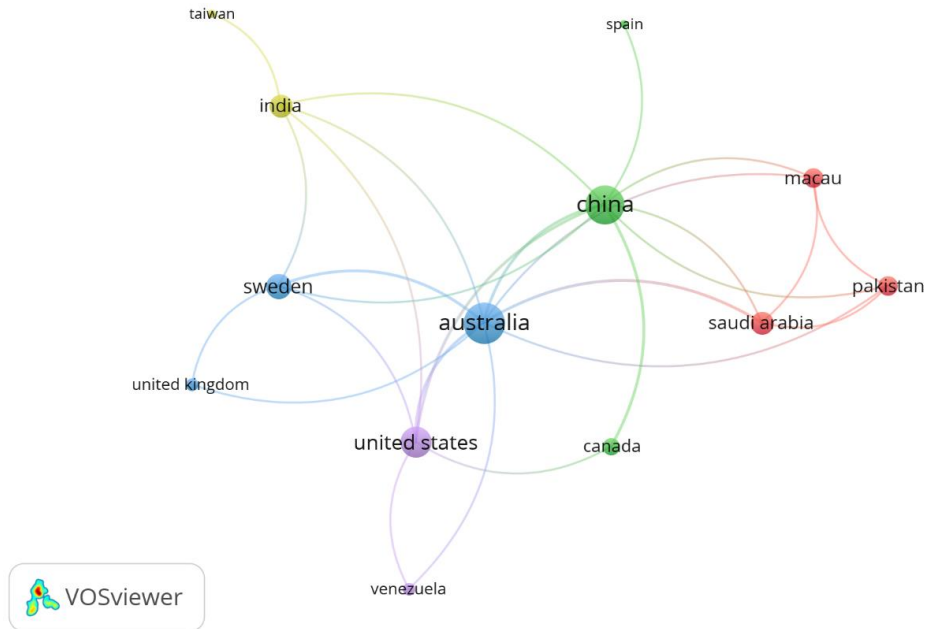 taiwan
spain
india
macau
china
sweden
pakistan
australia
saudi arabia
united kingdom
united states
canada
venezuela
VOSviewer